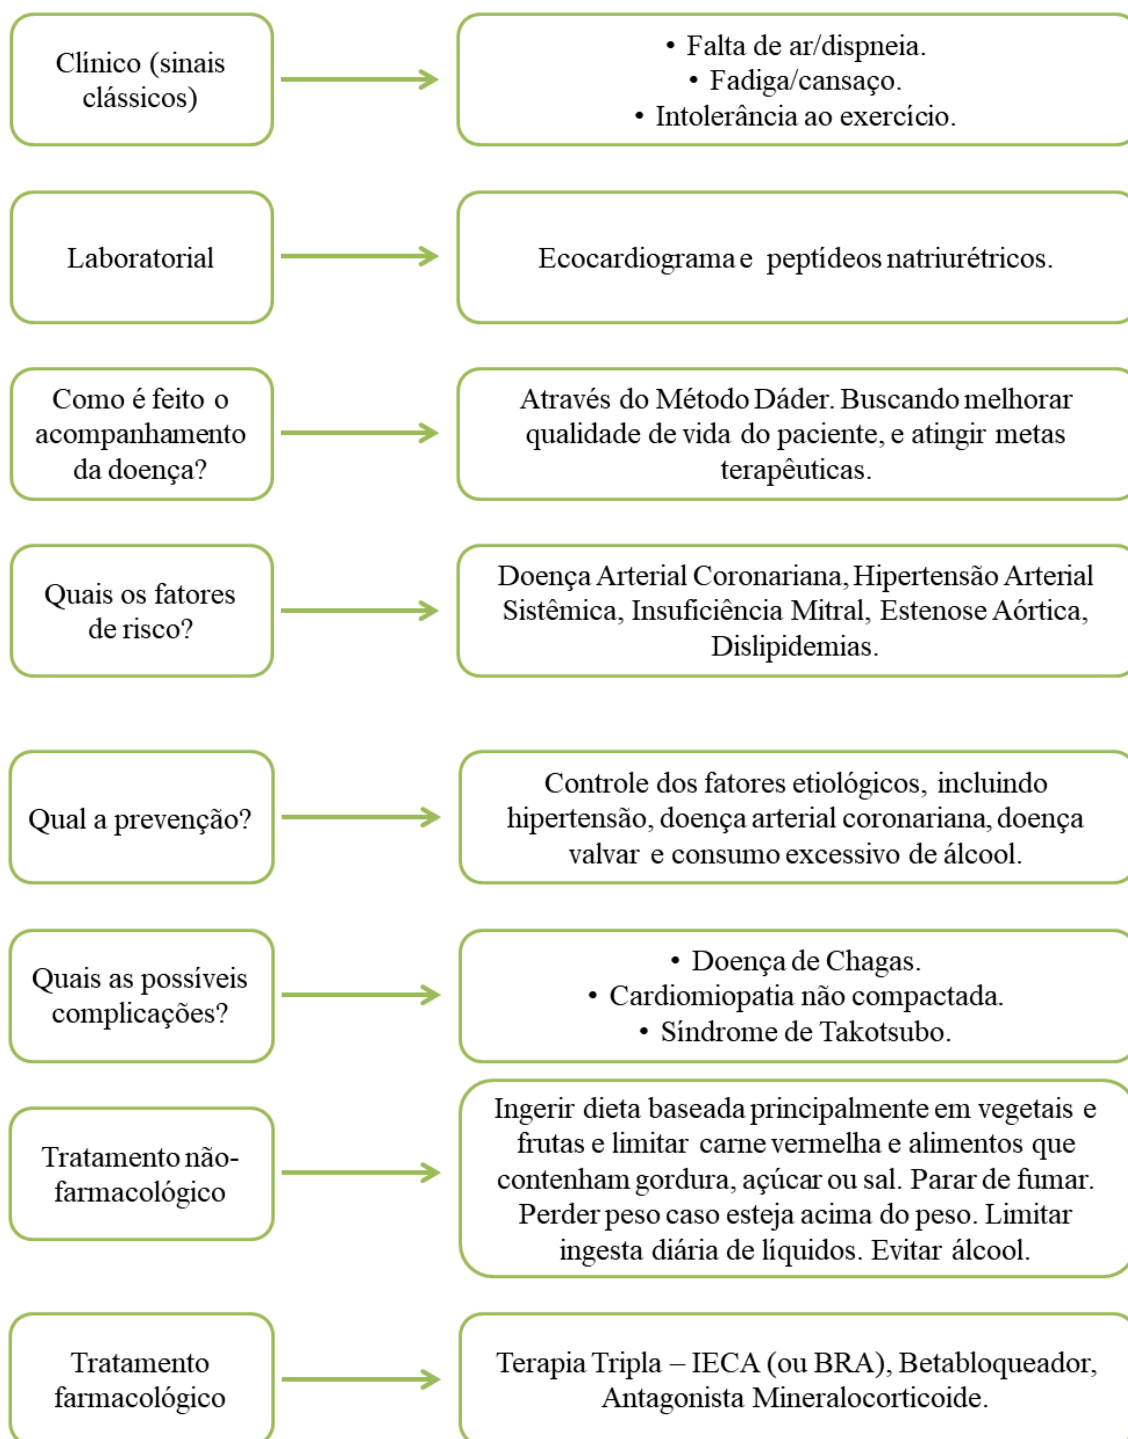 Clínico (sinais
clássicos)
• Falta de ar/dispneia.
• Fadiga/cansaço.
• Intolerância ao exercício.
Laboratorial
Ecocardiograma e peptídeos natriuréticos.
Como é feito o
acompanhamento
da doença?
Através do Método Dáder. Buscando melhorar
qualidade de vida do paciente, e atingir metas
terapêuticas.
Quais os fatores
de risco?
Doença Arterial Coronariana, Hipertensão Arterial
Sistêmica, Insuficiência Mitral, Estenose Aórtica,
Dislipidemias.
Qual a prevenção?
Controle dos fatores etiológicos, incluindo
hipertensão, doença arterial coronariana, doença
valvar e consumo excessivo de álcool.
Quais as possíveis
complicações?
• Doença de Chagas.
• Cardiomiopatia não compactada.
• Síndrome de Takotsubo.
Tratamento não-
farmacológico
Ingerir dieta baseada principalmente em vegetais e
frutas e limitar carne vermelha e alimentos que
contenham gordura, açúcar ou sal. Parar de fumar.
Perder peso caso esteja acima do peso. Limitar
ingesta diária de líquidos. Evitar álcool.
Tratamento
farmacológico
Terapia Tripla – IECA (ou BRA), Betabloqueador,
Antagonista Mineralocorticoide.